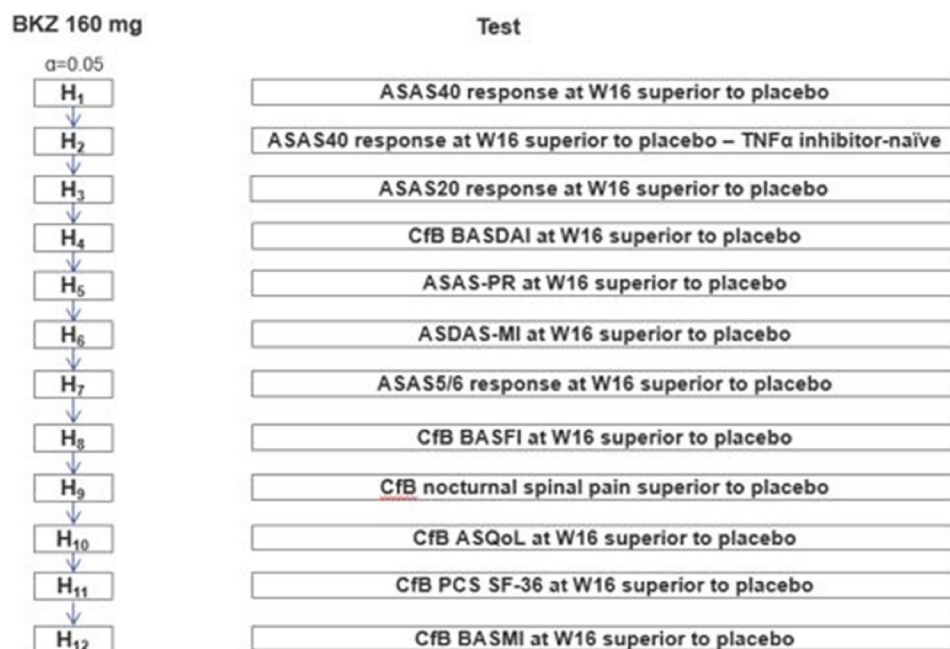 BKZ 160 mg Test
α=0.05
H₁ ASAS40 response at W16 superior to placebo
H₂ ASAS40 response at W16 superior to placebo – TNFα inhibitor-naïve
H₃ ASAS20 response at W16 superior to placebo
H₄ CfB BASDAI at W16 superior to placebo
H₅ ASAS-PR at W16 superior to placebo
H₆ ASDAS-MI at W16 superior to placebo
H₇ ASAS5/6 response at W16 superior to placebo
H₈ CfB BASFI at W16 superior to placebo
H₉ CfB nocturnal spinal pain superior to placebo
H₁₀ CfB ASQoL at W16 superior to placebo
H₁₁ CfB PCS SF-36 at W16 superior to placebo
H₁₂ CfB BASMI at W16 superior to placebo